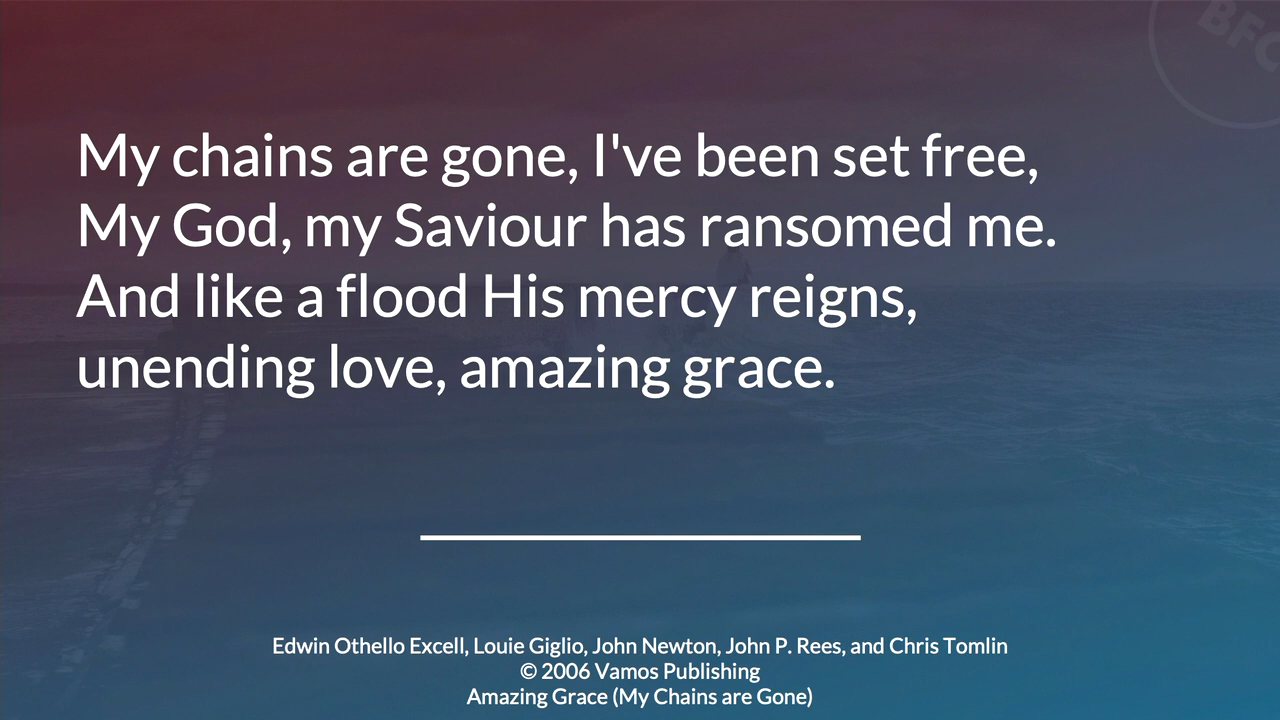 BFC
My chains are gone, I've been set free,
My God, my Saviour has ransomed me.
And like a flood His mercy reigns,
unending love, amazing grace.
Edwin Othello Excell, Louie Giglio, John Newton, John P. Rees, and Chris Tomlin
© 2006 Vamos Publishing
Amazing Grace (My Chains are Gone)